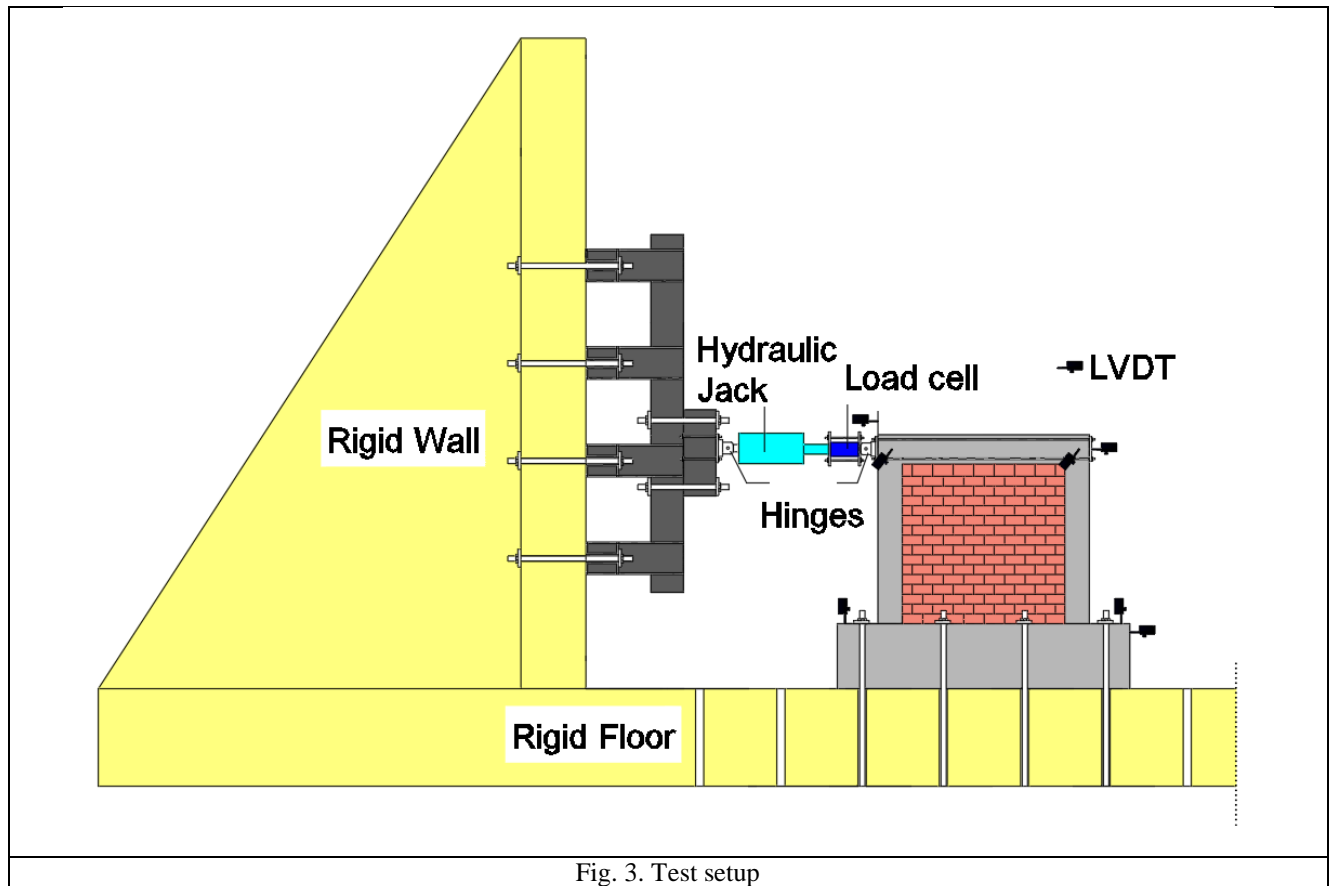 Hydraulic
Jack
Load cell
LVDT
Rigid Wall
Hinges
Rigid Floor
Fig. 3. Test setup